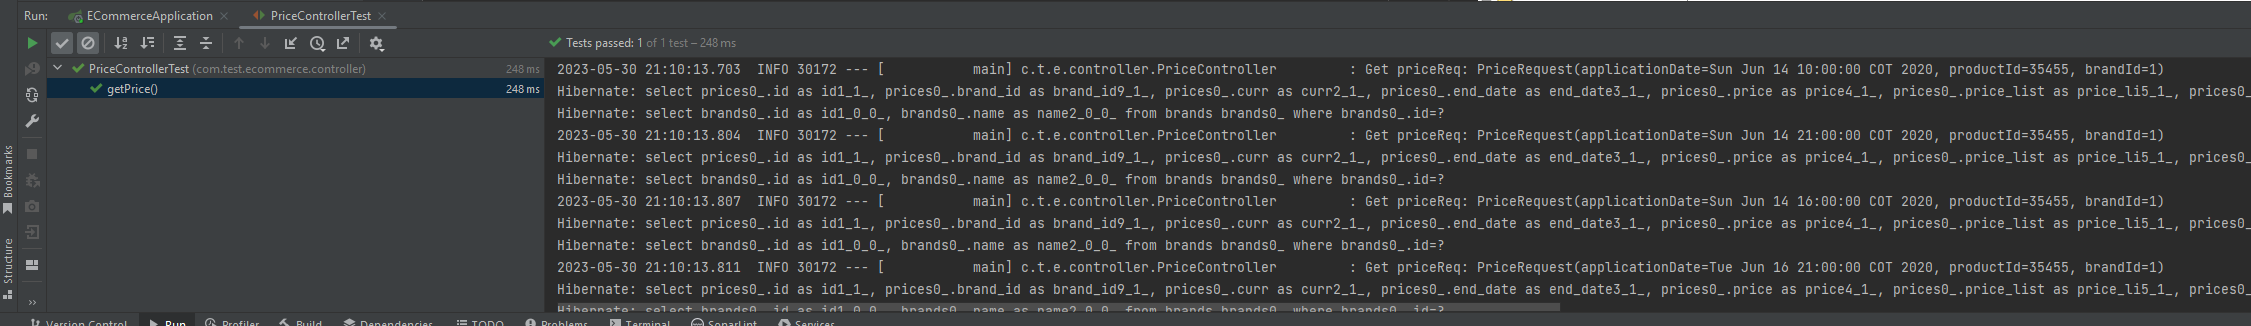 Run: ECommerceApplication PriceControllerTest
Tests passed: 1 of 1 test – 248 ms
PriceControllerTest (com.test.ecommerce.controller) 248 ms
getPrice() 248 ms
2023-05-30 21:10:13.703  INFO 30172 --- [           main] c.t.e.controller.PriceController         : Get priceReq: PriceRequest(applicationDate=Sun Jun 14 10:00:00 COT 2020, productId=35455, brandId=1)
Hibernate: select prices0_.id as id1_1_, prices0_.brand_id as brand_id9_1_, prices0_.curr as curr2_1_, prices0_.end_date as end_date3_1_, prices0_.price as price4_1_, prices0_.price_list as price_li5_1_, prices0_
Hibernate: select brands0_.id as id1_0_0_, brands0_.name as name2_0_0_ from brands brands0_ where brands0_.id=?
2023-05-30 21:10:13.804  INFO 30172 --- [           main] c.t.e.controller.PriceController         : Get priceReq: PriceRequest(applicationDate=Sun Jun 14 21:00:00 COT 2020, productId=35455, brandId=1)
Hibernate: select prices0_.id as id1_1_, prices0_.brand_id as brand_id9_1_, prices0_.curr as curr2_1_, prices0_.end_date as end_date3_1_, prices0_.price as price4_1_, prices0_.price_list as price_li5_1_, prices0_
Hibernate: select brands0_.id as id1_0_0_, brands0_.name as name2_0_0_ from brands brands0_ where brands0_.id=?
2023-05-30 21:10:13.807  INFO 30172 --- [           main] c.t.e.controller.PriceController         : Get priceReq: PriceRequest(applicationDate=Sun Jun 14 16:00:00 COT 2020, productId=35455, brandId=1)
Hibernate: select prices0_.id as id1_1_, prices0_.brand_id as brand_id9_1_, prices0_.curr as curr2_1_, prices0_.end_date as end_date3_1_, prices0_.price as price4_1_, prices0_.price_list as price_li5_1_, prices0_
Hibernate: select brands0_.id as id1_0_0_, brands0_.name as name2_0_0_ from brands brands0_ where brands0_.id=?
2023-05-30 21:10:13.811  INFO 30172 --- [           main] c.t.e.controller.PriceController         : Get priceReq: PriceRequest(applicationDate=Tue Jun 16 21:00:00 COT 2020, productId=35455, brandId=1)
Hibernate: select prices0_.id as id1_1_, prices0_.brand_id as brand_id9_1_, prices0_.curr as curr2_1_, prices0_.end_date as end_date3_1_, prices0_.price as price4_1_, prices0_.price_list as price_li5_1_, prices0_
Hibernate: select brands0_.id as id1_0_0_, brands0_.name as name2_0_0_ from brands brands0_ where brands0_.id=?
Bookmarks
Structure
Version Control Run Profiler Build Dependencies TODO Problems Terminal SonarLint Services